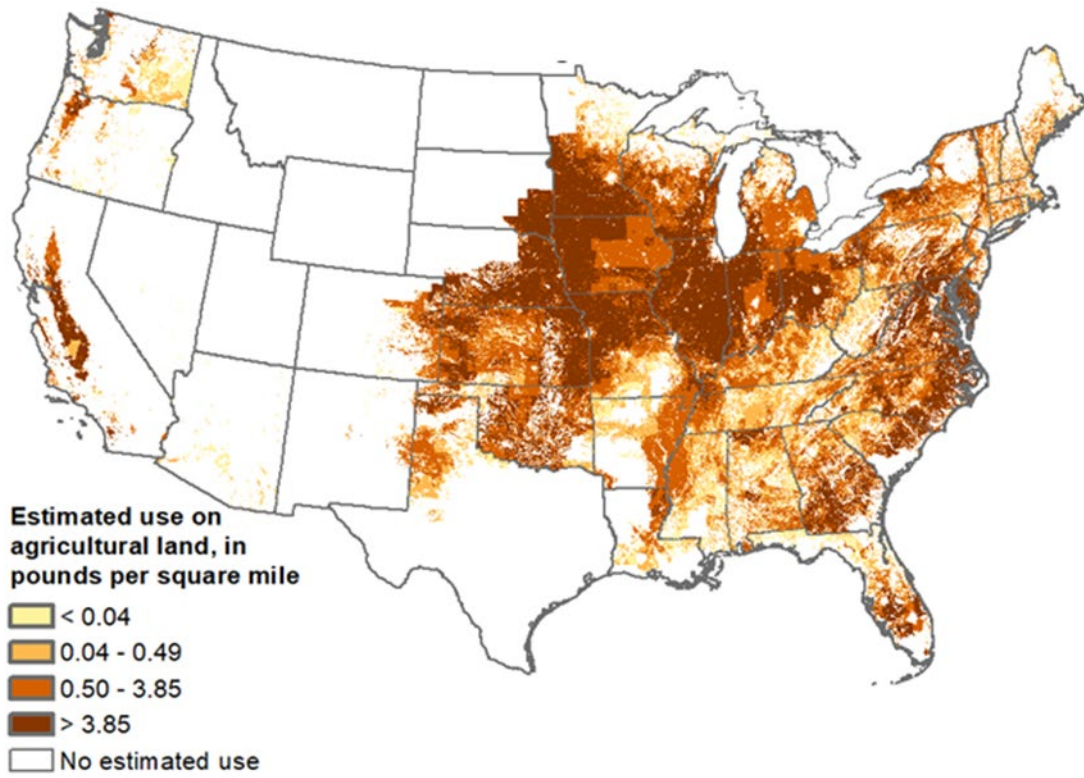 Estimated use on
agricultural land, in
pounds per square mile
< 0.04
0.04 - 0.49
0.50 - 3.85
> 3.85
No estimated use